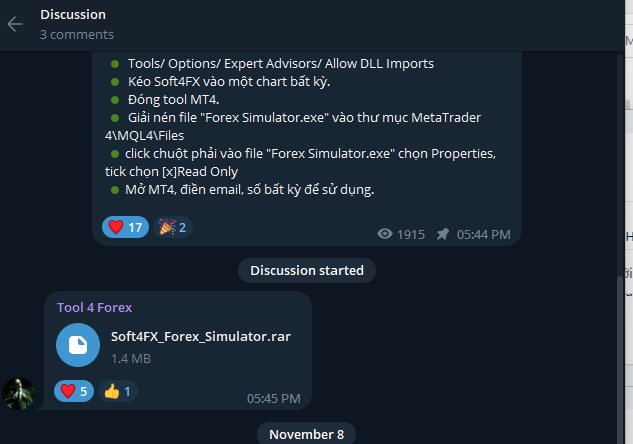 Discussion
3 comments
Tools/ Options/ Expert Advisors/ Allow DLL Imports
Kéo Soft4FX vào một chart bất kỳ.
Đóng tool MT4.
Giải nén file "Forex Simulator.exe" vào thư mục MetaTrader
4\MQL4\Files
click chuột phải vào file "Forex Simulator.exe" chọn Properties,
tick chọn [x]Read Only
Mở MT4, điền email, số bất kỳ để sử dụng.
17 2 1915 05:44 PM
Discussion started
Tool 4 Forex
Soft4FX_Forex_Simulator.rar
1.4 MB
5 1 05:45 PM
November 8